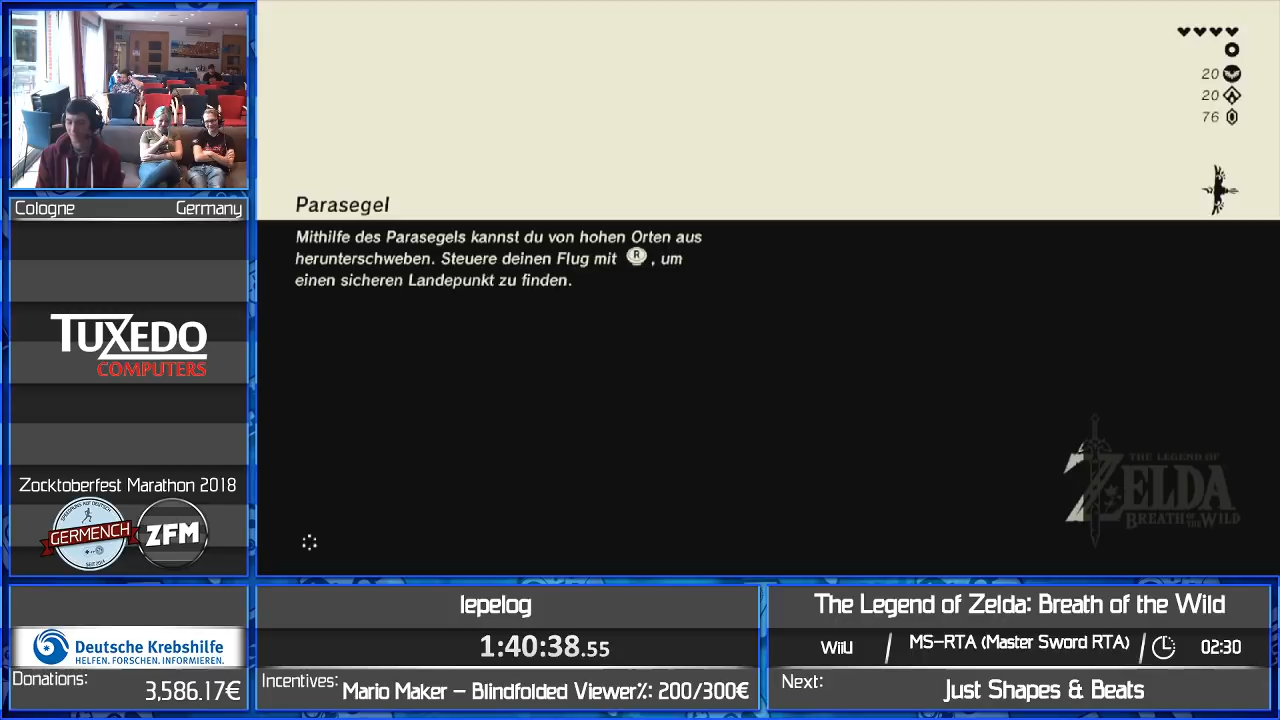 20
20
76
Parasegel
Mithilfe des Parasegels kannst du von hohen Orten aus
herunterschweben. Steuere deinen Flug mit R, um
einen sicheren Landepunkt zu finden.
THE LEGEND OF
ZELDA
BREATH OF THE WILD
Cologne Germany
TUXEDO
COMPUTERS
Zocktoberfest Marathon 2018
GERMENCH
ZFM
Deutsche Krebshilfe
HELFEN. FORSCHEN. INFORMIEREN.
Donations: 3,586.17€
lepelog
1:40:38.55
Incentives: Mario Maker – Blindfolded Viewer%: 200/300€
The Legend of Zelda: Breath of the Wild
WiiU / MS-RTA (Master Sword RTA) / 02:30
Next: Just Shapes & Beats